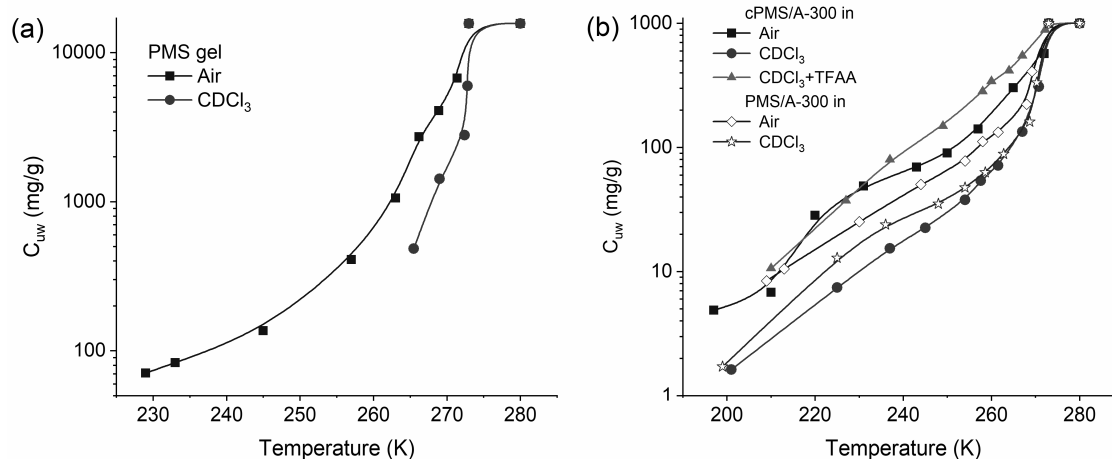 (a)
PMS gel
Air
CDCl₃
10000
1000
100
C_uw (mg/g)
230 240 250 260 270 280
Temperature (K)
(b)
cPMS/A-300 in
Air
CDCl₃
CDCl₃+TFAA
PMS/A-300 in
Air
CDCl₃
1000
100
10
1
C_uw (mg/g)
200 220 240 260 280
Temperature (K)